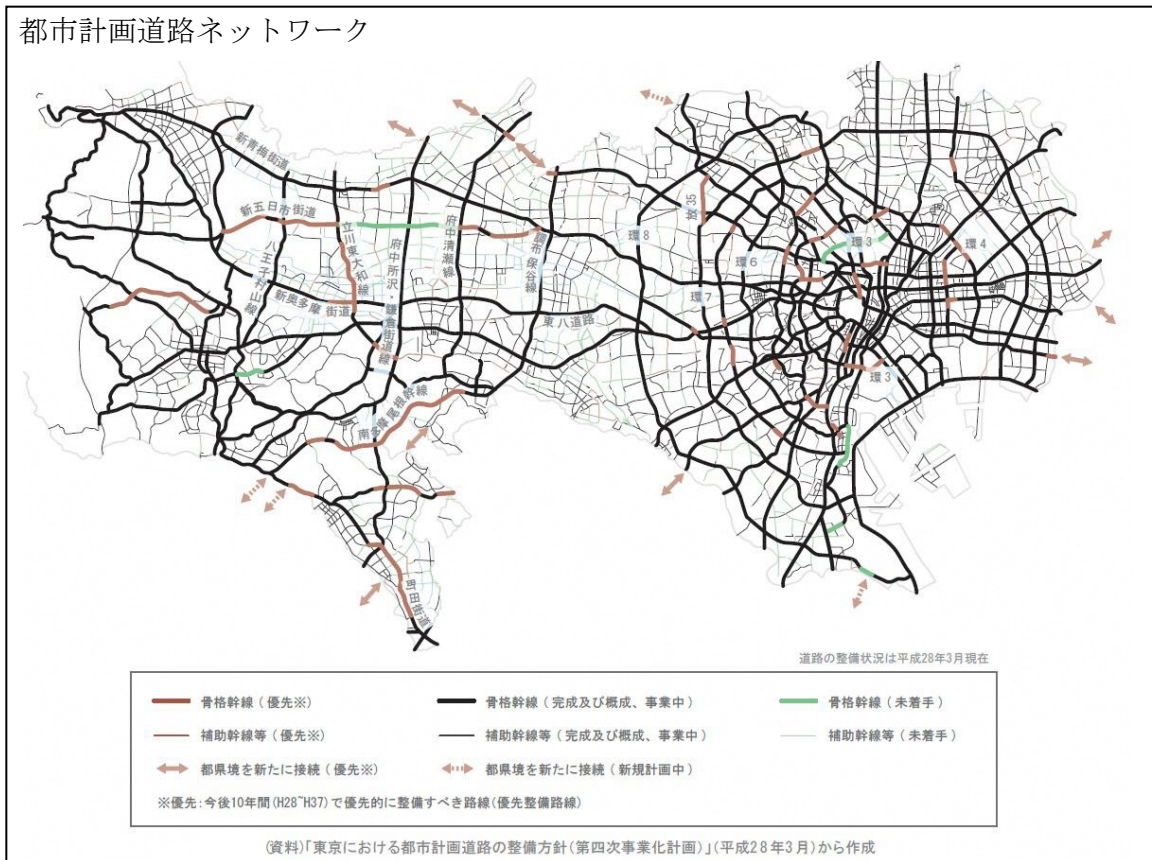 都市計画道路ネットワーク
新青梅街道
新五日市街道
立川東大和線
府中所沢・鎌倉街道線
府中清瀬線
調布保谷線
八王子村山線
新奥多摩街道
東八道路
南多摩尾根幹線
町田街道
放35
環8
環6
環7
環3
環4
環3
道路の整備状況は平成28年3月現在
骨格幹線(優先※)
骨格幹線(完成及び概成、事業中)
骨格幹線(未着手)
補助幹線等(優先※)
補助幹線等(完成及び概成、事業中)
補助幹線等(未着手)
都県境を新たに接続(優先※)
都県境を新たに接続(新規計画中)
※優先:今後10年間(H28~H37)で優先的に整備すべき路線(優先整備路線)
(資料)「東京における都市計画道路の整備方針(第四次事業化計画)」(平成28年3月)から作成